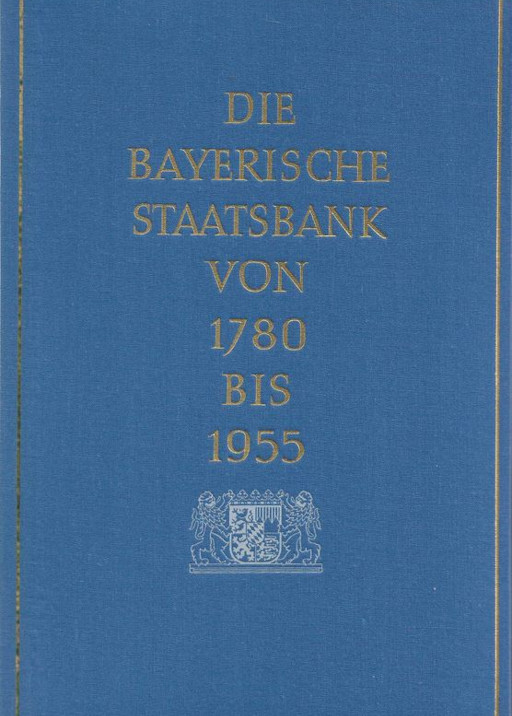 DIE
BAYERISCHE
STAATSBANK
VON
1780
BIS
1955